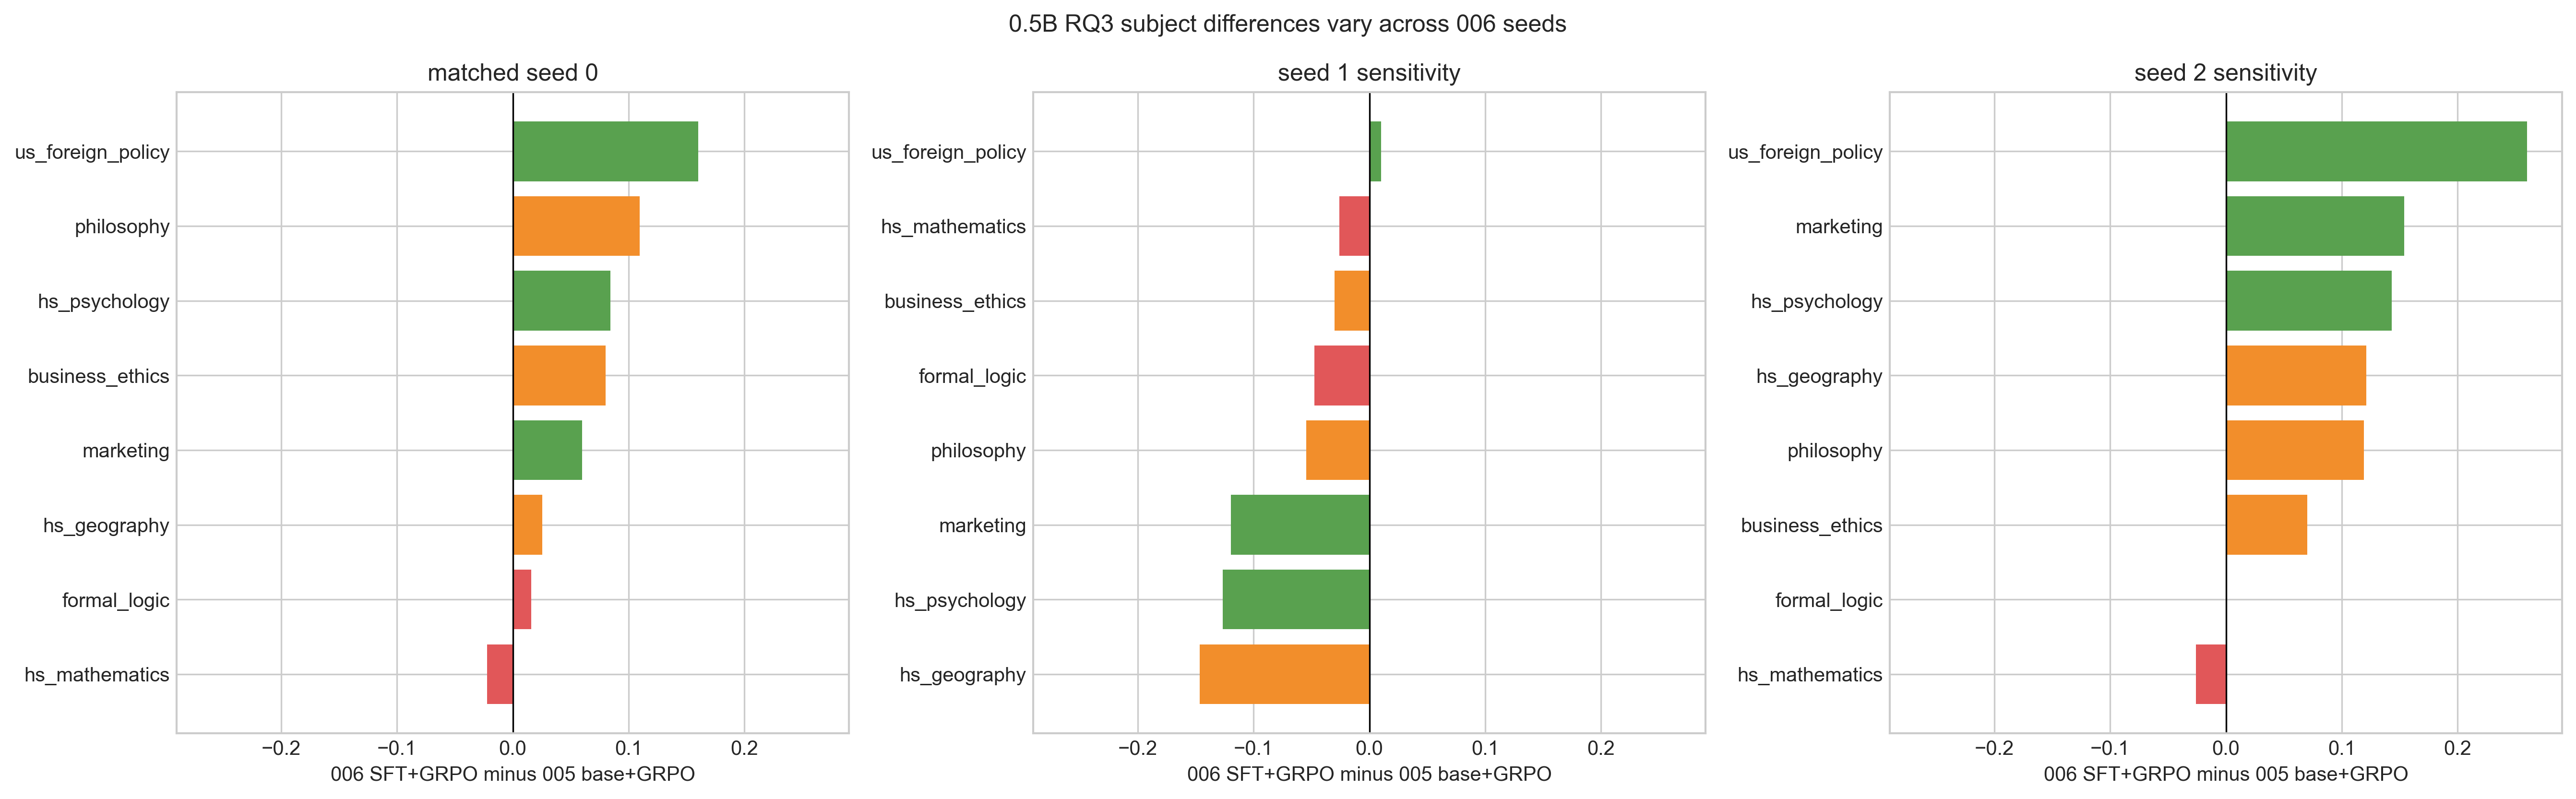 0.5B RQ3 subject differences vary across 006 seeds
matched seed 0
us_foreign_policy
philosophy
hs_psychology
business_ethics
marketing
hs_geography
formal_logic
hs_mathematics
−0.2 −0.1 0.0 0.1 0.2
006 SFT+GRPO minus 005 base+GRPO
seed 1 sensitivity
us_foreign_policy
hs_mathematics
business_ethics
formal_logic
philosophy
marketing
hs_psychology
hs_geography
−0.2 −0.1 0.0 0.1 0.2
006 SFT+GRPO minus 005 base+GRPO
seed 2 sensitivity
us_foreign_policy
marketing
hs_psychology
hs_geography
philosophy
business_ethics
formal_logic
hs_mathematics
−0.2 −0.1 0.0 0.1 0.2
006 SFT+GRPO minus 005 base+GRPO